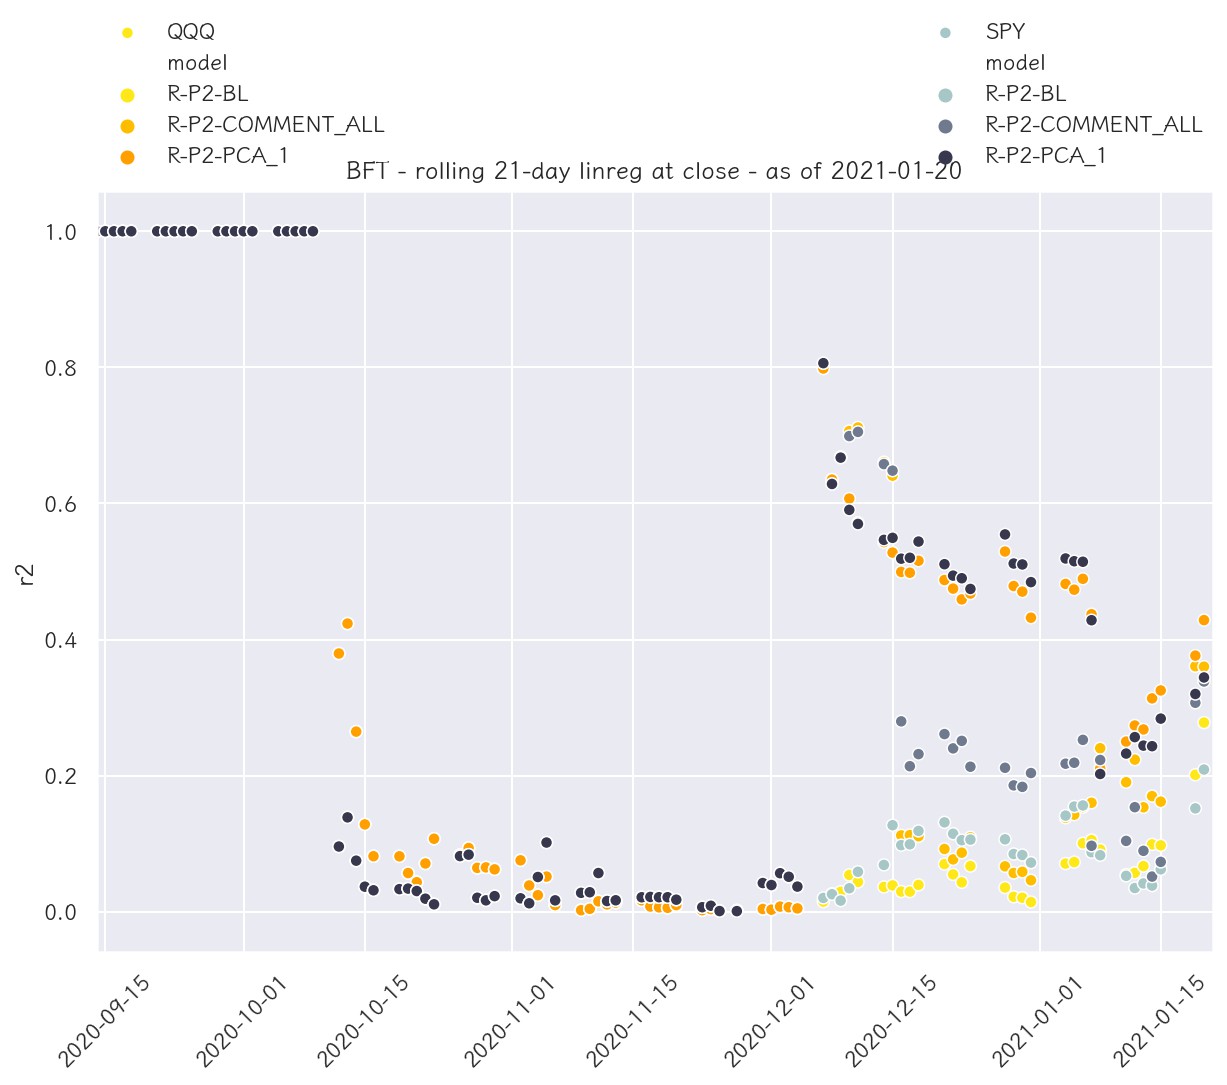 QQQ
model
R-P2-BL
R-P2-COMMENT_ALL
R-P2-PCA_1
SPY
model
R-P2-BL
R-P2-COMMENT_ALL
R-P2-PCA_1
BFT - rolling 21-day linreg at close - as of 2021-01-20
r2
1.0
0.8
0.6
0.4
0.2
0.0
2020-09-15
2020-10-01
2020-10-15
2020-11-01
2020-11-15
2020-12-01
2020-12-15
2021-01-01
2021-01-15